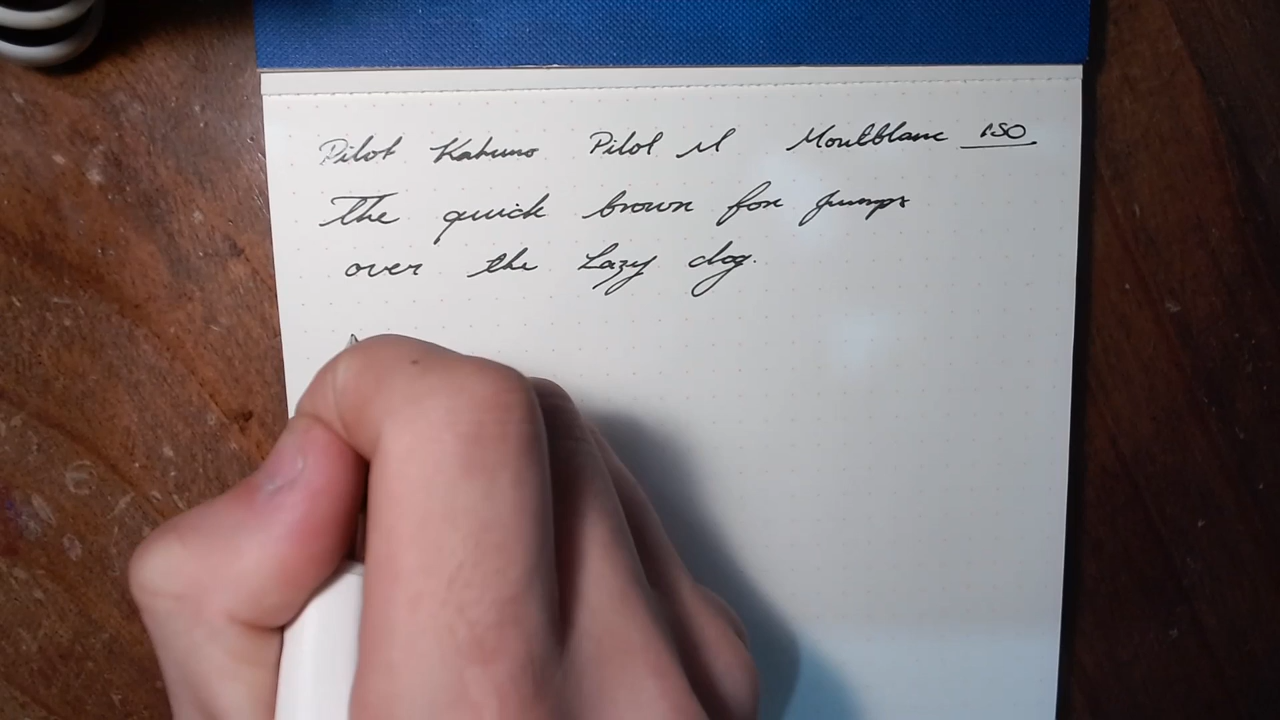 Pilot Kakuno Pilot M Montblanc 150
The quick brown fox jumps
over the Lazy dog.